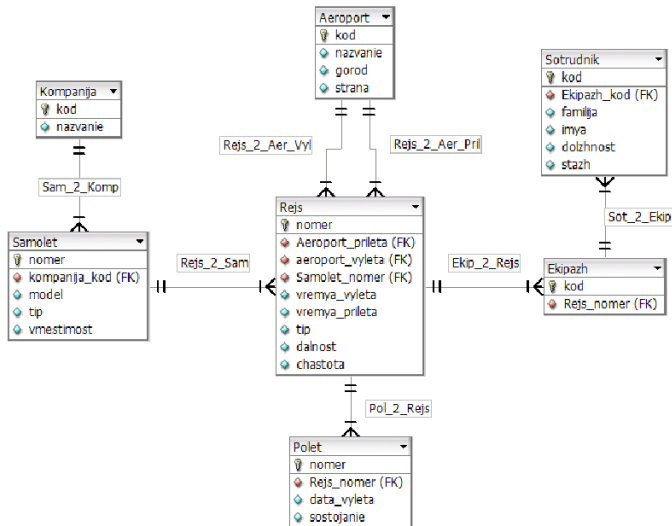 Aeroport
kod
nazvanie
gorod
strana
Kompanija
kod
nazvanie
Sotrudnik
kod
Ekipazh_kod (FK)
familja
imya
dolzhnost
stazh
Rejs_2_Aer_Vyl
Rejs_2_Aer_Pril
Sam_2_Komp
Sot_2_Ekip
Samolet
nomer
kompanija_kod (FK)
model
tip
vmestimost
Rejs_2_Sam
Rejs
nomer
Aeroport_prileta (FK)
aeroport_vyleta (FK)
Samolet_nomer (FK)
vremya_vyleta
vremya_prileta
tip
dalnost
chastota
Ekip_2_Rejs
Ekipazh
kod
Rejs_nomer (FK)
Pol_2_Rejs
Polet
nomer
Rejs_nomer (FK)
data_vyleta
sostojanie